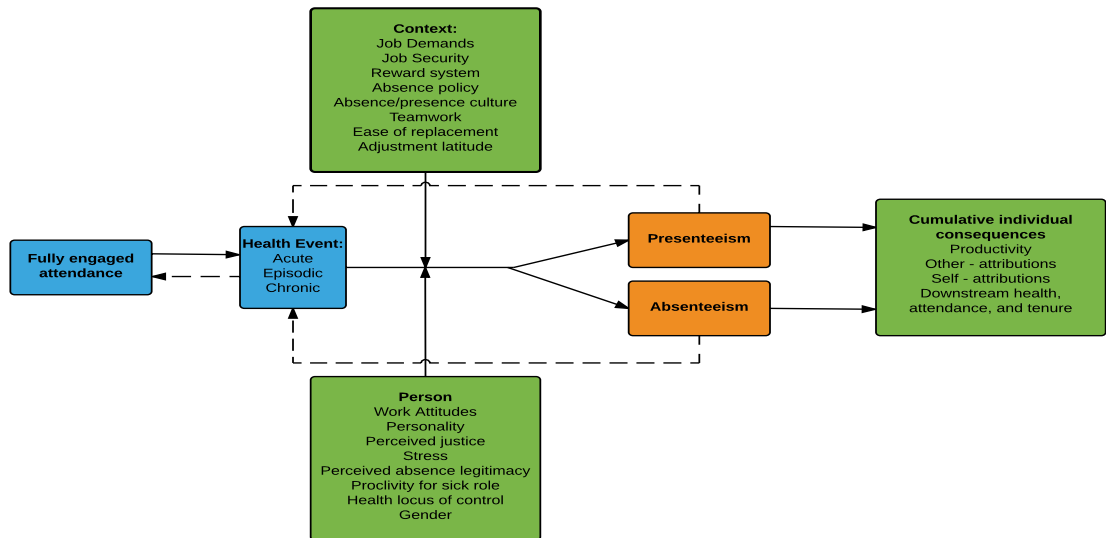 Context:
Job Demands
Job Security
Reward system
Absence policy
Absence/presence culture
Teamwork
Ease of replacement
Adjustment latitude
Fully engaged
attendance
Health Event:
Acute
Episodic
Chronic
Presenteeism
Absenteeism
Cumulative individual
consequences
Productivity
Other - attributions
Self - attributions
Downstream health,
attendance, and tenure
Person
Work Attitudes
Personality
Perceived justice
Stress
Perceived absence legitimacy
Proclivity for sick role
Health locus of control
Gender